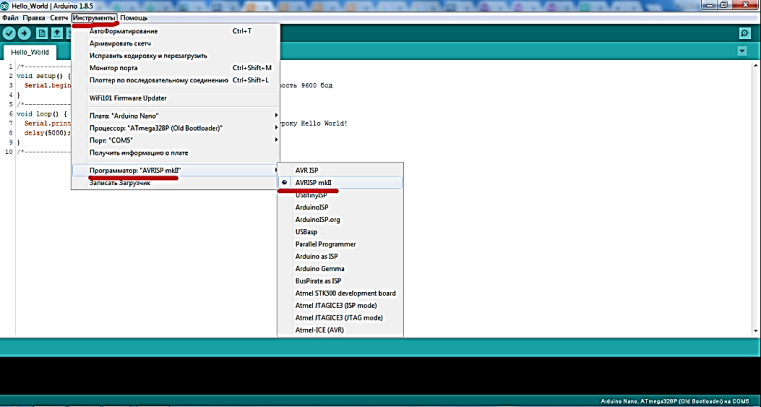 Hello_World | Arduino 1.8.5
Файл Правка Скетч Инструменты Помощь
АвтоФорматирование Ctrl+T
Архивировать скетч
Исправить кодировку и перезагрузить
Монитор порта Ctrl+Shift+M
Плоттер по последовательному соединению Ctrl+Shift+L
WiFi101 Firmware Updater
Плата: "Arduino Nano"
Процессор: "ATmega328P (Old Bootloader)"
Порт: "COM5"
Получить информацию о плате
Программатор: "AVRISP mkII"
Записать Загрузчик
AVR ISP
AVRISP mkII
USBtinyISP
ArduinoISP
ArduinoISP.org
USBasp
Parallel Programmer
Arduino as ISP
Arduino Gemma
BusPirate as ISP
Atmel STK500 development board
Atmel JTAGICE3 (ISP mode)
Atmel JTAGICE3 (JTAG mode)
Atmel-ICE (AVR)
Hello_World
1 /*
2 void setup() {
3 Serial.begin ость 9600 бод
4 }
5 /*
6 void loop() {
7 Serial.print року Hello World!
8 delay(5000);
9 }
10 /*
Arduino Nano, ATmega328P (Old Bootloader) на COM5